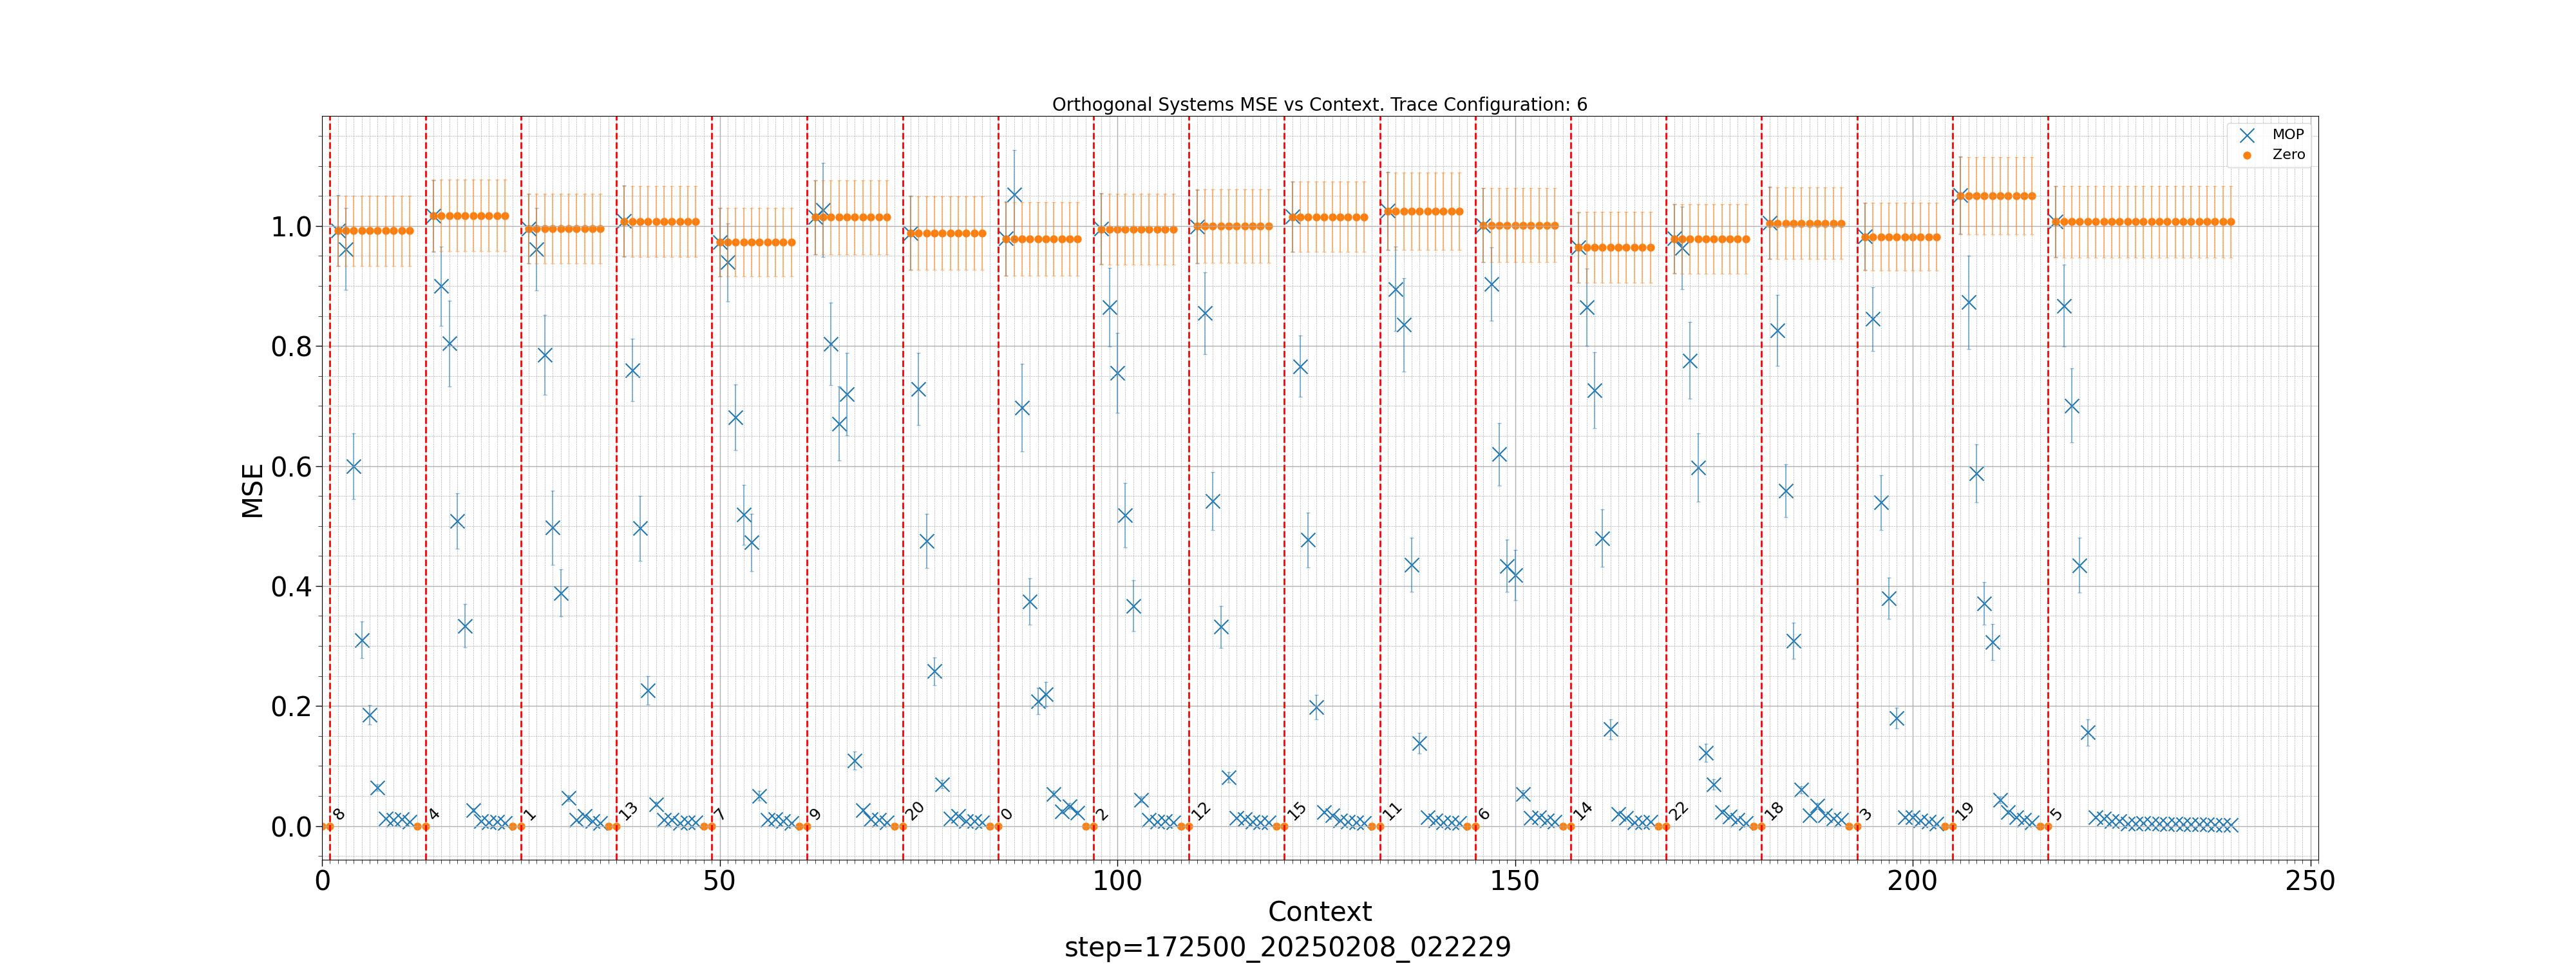 Orthogonal Systems MSE vs Context. Trace Configuration: 6
MOP
Zero
MSE
1.0
0.8
0.6
0.4
0.2
0.0
8 4 1 13 7 9 20 0 2 12 15 11 6 14 22 18 3 19 5
0 50 100 150 200 250
Context
step=172500_20250208_022229